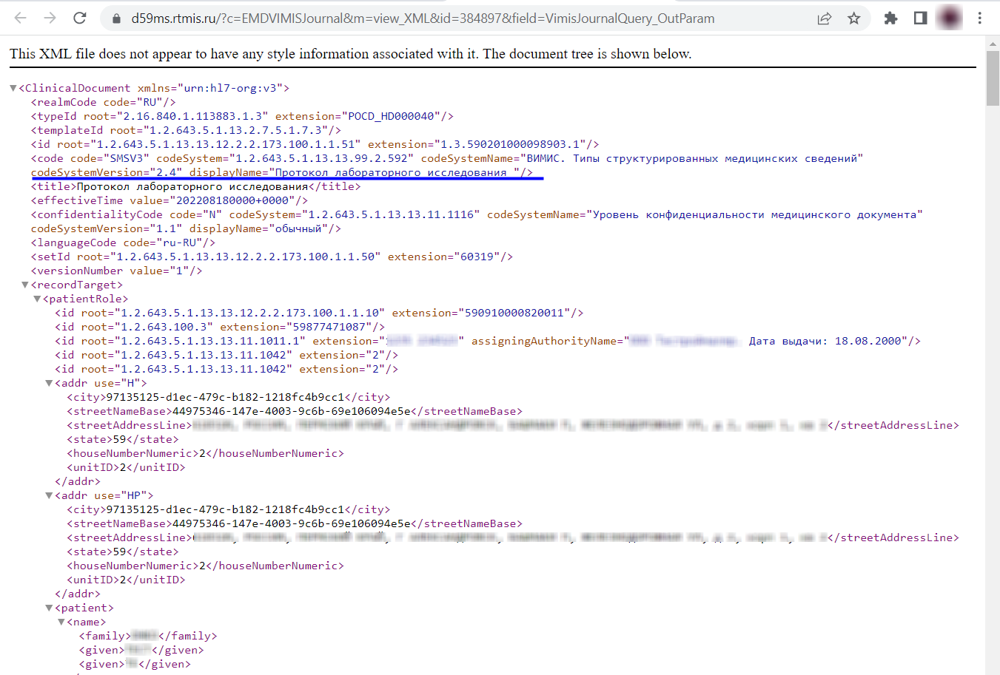 d59ms.rtmis.ru/?c=EMDVIMISJournal&m=view_XML&id=384897&field=VimisJournalQuery_OutParam
This XML file does not appear to have any style information associated with it. The document tree is shown below.
▼<ClinicalDocument xmlns="urn:hl7-org:v3">
<realmCode code="RU"/>
<typeId root="2.16.840.1.113883.1.3" extension="POCD_HD000040"/>
<templateId root="1.2.643.5.1.13.2.7.5.1.7.3"/>
<id root="1.2.643.5.1.13.13.12.2.2.173.100.1.1.51" extension="1.3.590201000098903.1"/>
<code code="SMSV3" codeSystem="1.2.643.5.1.13.13.99.2.592" codeSystemName="ВИМИС. Типы структурированных медицинских сведений"
codeSystemVersion="2.4" displayName="Протокол лабораторного исследования "/>
<title>Протокол лабораторного исследования</title>
<effectiveTime value="202208180000+0000"/>
<confidentialityCode code="N" codeSystem="1.2.643.5.1.13.13.11.1116" codeSystemName="Уровень конфиденциальности медицинского документа"
codeSystemVersion="1.1" displayName="обычный"/>
<languageCode code="ru-RU"/>
<setId root="1.2.643.5.1.13.13.12.2.2.173.100.1.1.50" extension="60319"/>
<versionNumber value="1"/>
▼<recordTarget>
▼<patientRole>
<id root="1.2.643.5.1.13.13.12.2.2.173.100.1.1.10" extension="590910000820011"/>
<id root="1.2.643.100.3" extension="59877471087"/>
<id root="1.2.643.5.1.13.13.11.1011.1" extension="" assigningAuthorityName=" Дата выдачи: 18.08.2000"/>
<id root="1.2.643.5.1.13.13.11.1042" extension="2"/>
<id root="1.2.643.5.1.13.13.11.1042" extension="2"/>
▼<addr use="H">
<city>97135125-d1ec-479c-b182-1218fc4b9cc1</city>
<streetNameBase>44975346-147e-4003-9c6b-69e106094e5e</streetNameBase>
<streetAddressLine></streetAddressLine>
<state>59</state>
<houseNumberNumeric>2</houseNumberNumeric>
<unitID>2</unitID>
</addr>
▼<addr use="HP">
<city>97135125-d1ec-479c-b182-1218fc4b9cc1</city>
<streetNameBase>44975346-147e-4003-9c6b-69e106094e5e</streetNameBase>
<streetAddressLine></streetAddressLine>
<state>59</state>
<houseNumberNumeric>2</houseNumberNumeric>
<unitID>2</unitID>
</addr>
▼<patient>
▼<name>
<family></family>
<given></given>
<given></given>